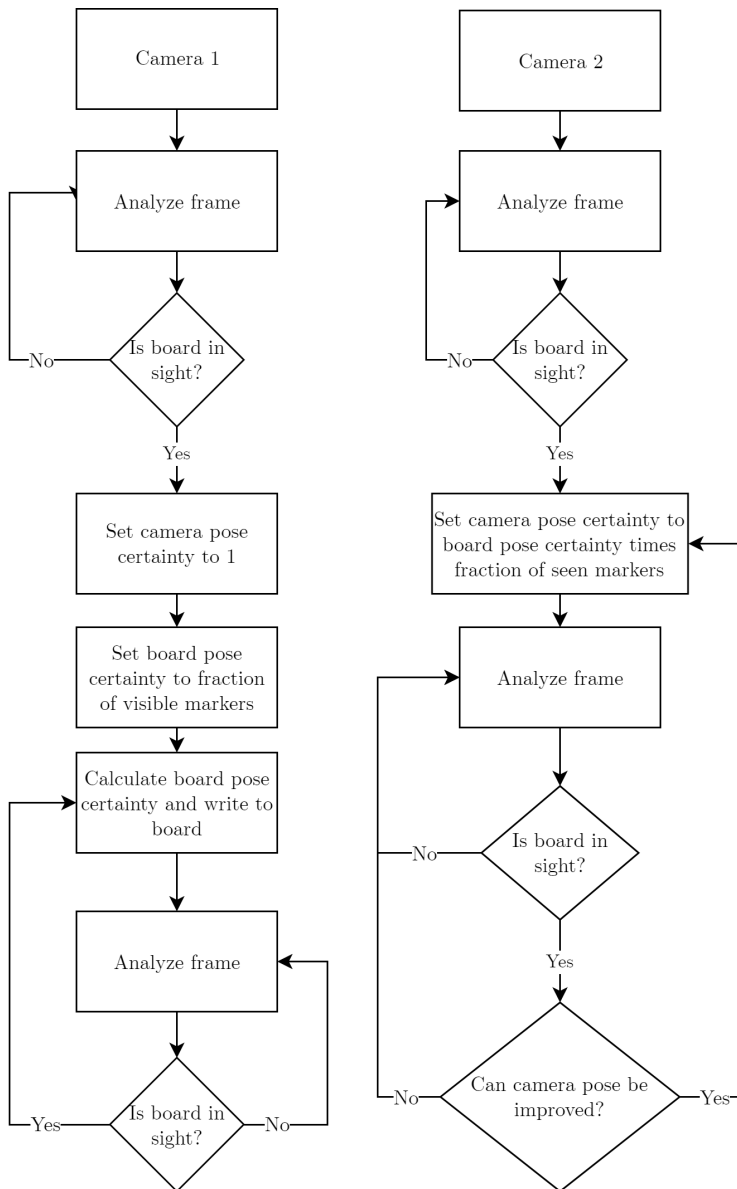 Camera 1
Analyze frame
Is board in
sight?
No
Yes
Set camera pose
certainty to 1
Set board pose
certainty to fraction
of visible markers
Calculate board pose
certainty and write to
board
Analyze frame
Is board in
sight?
Yes
No
Camera 2
Analyze frame
Is board in
sight?
No
Yes
Set camera pose certainty to
board pose certainty times
fraction of seen markers
Analyze frame
Is board in
sight?
No
Yes
Can camera pose be
improved?
No
Yes